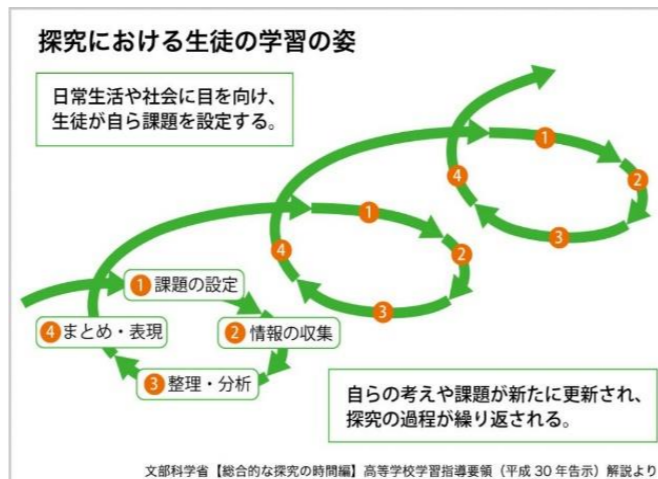 探究における生徒の学習の姿
日常生活や社会に目を向け、
生徒が自ら課題を設定する。
1
2
3
4
1
2
3
4
1 課題の設定
2 情報の収集
3 整理・分析
4 まとめ・表現
自らの考えや課題が新たに更新され、
探究の過程が繰り返される。
文部科学省【総合的な探究の時間編】高等学校学習指導要領（平成 30 年告示）解説より